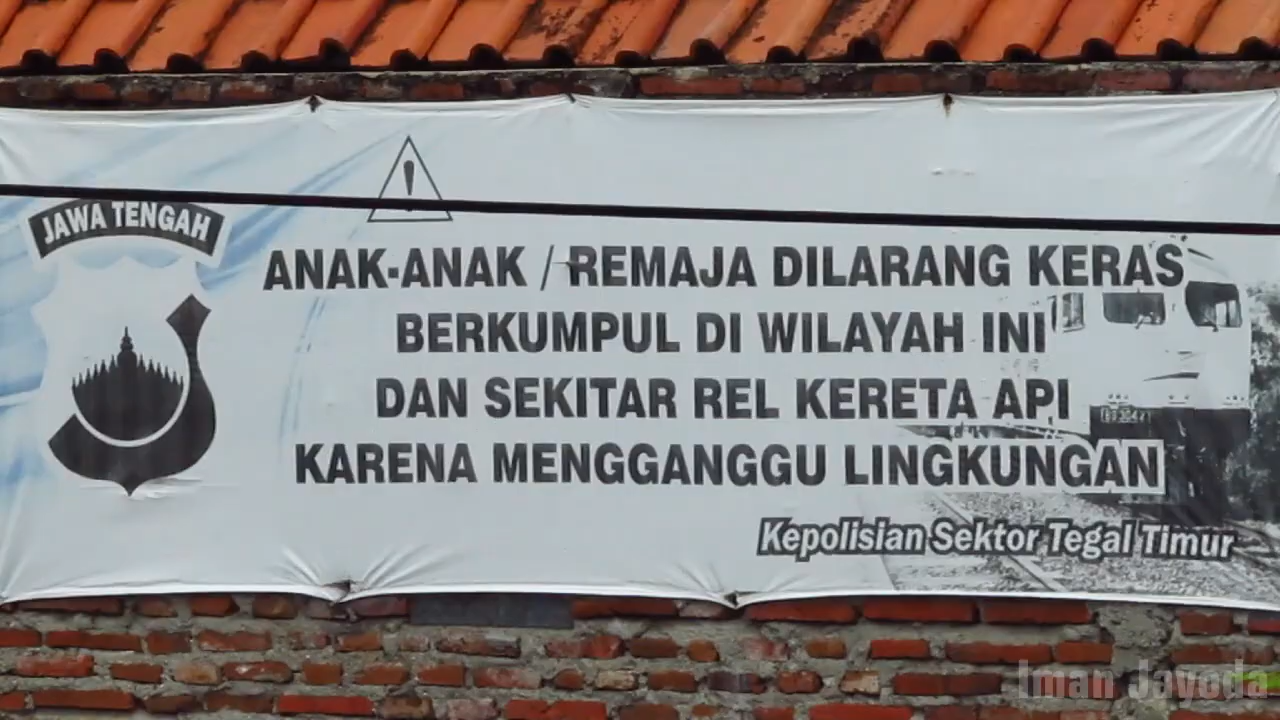 JAWA TENGAH
ANAK-ANAK / REMAJA DILARANG KERAS
BERKUMPUL DI WILAYAH INI
DAN SEKITAR REL KERETA API
KARENA MENGGANGGU LINGKUNGAN
Kepolisian Sektor Tegal Timur
Iman Jayoda